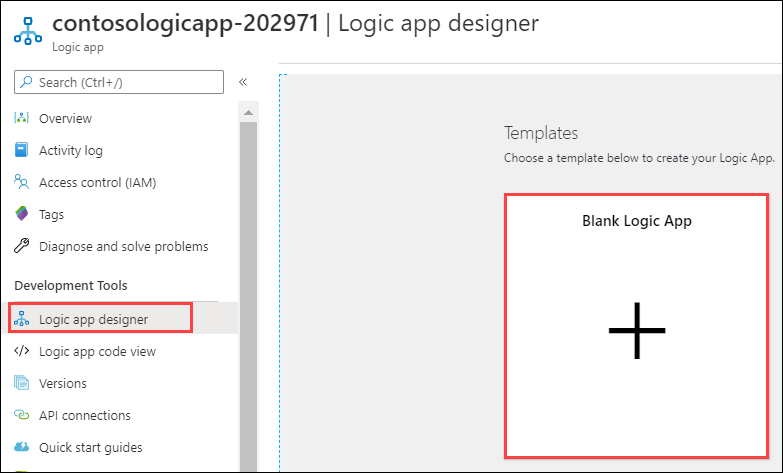 contosologicapp-202971 | Logic app designer
Logic app
Search (Ctrl+/)
Overview
Activity log
Access control (IAM)
Tags
Diagnose and solve problems
Development Tools
Logic app designer
Logic app code view
Versions
API connections
Quick start guides
Templates
Choose a template below to create your Logic App.
Blank Logic App